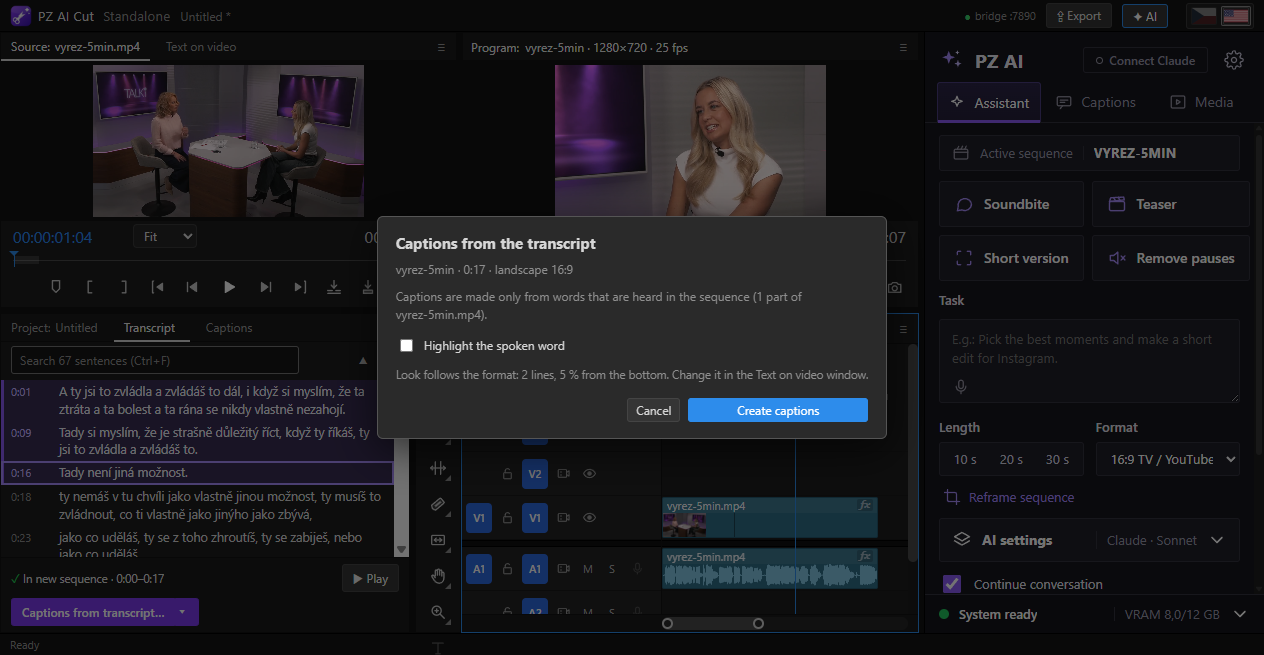 PZ AI Cut Standalone Untitled *
bridge :7890
Export
AI
Source: vyrez-5min.mp4
Text on video
Program: vyrez-5min · 1280×720 · 25 fps
TALKT
00:00:01:04
Fit
00
:07
Project: Untitled
Transcript
Captions
Search 67 sentences (Ctrl+F)
0:01
A ty jsi to zvládla a zvládáš to dál, i když si myslím, že ta
ztráta a ta bolest a ta rána se nikdy vlastně nezahojí.
0:09
Tady si myslím, že je strašně důležitý říct, když ty říkáš, ty
jsi to zvládla a zvládáš to.
0:16
Tady není jiná možnost.
0:18
ty nemáš v tu chvíli jako vlastně jinou možnost, ty musíš to
zvládnout, co ti vlastně jako jinýho jako zbývá,
0:23
jako co uděláš, ty se z toho zhroutíš, ty se zabiješ, nebo
jako co uděláš
✓ In new sequence · 0:00–0:17
Play
Captions from transcript...
Ready
Captions from the transcript
vyrez-5min · 0:17 · landscape 16:9
Captions are made only from words that are heard in the sequence (1 part of
vyrez-5min.mp4).
Highlight the spoken word
Look follows the format: 2 lines, 5 % from the bottom. Change it in the Text on video window.
Cancel
Create captions
V2
V1
V1
vyrez-5min.mp4
fx
A1
A1
M
S
vyrez-5min.mp4
fx
A2
M
S
PZ AI
Connect Claude
Assistant
Captions
Media
Active sequence
VYREZ-5MIN
Soundbite
Teaser
Short version
Remove pauses
Task
E.g.: Pick the best moments and make a short
edit for Instagram.
Length
Format
10 s
20 s
30 s
16:9 TV / YouTube
Reframe sequence
AI settings
Claude · Sonnet
Continue conversation
System ready
VRAM 8,0/12 GB